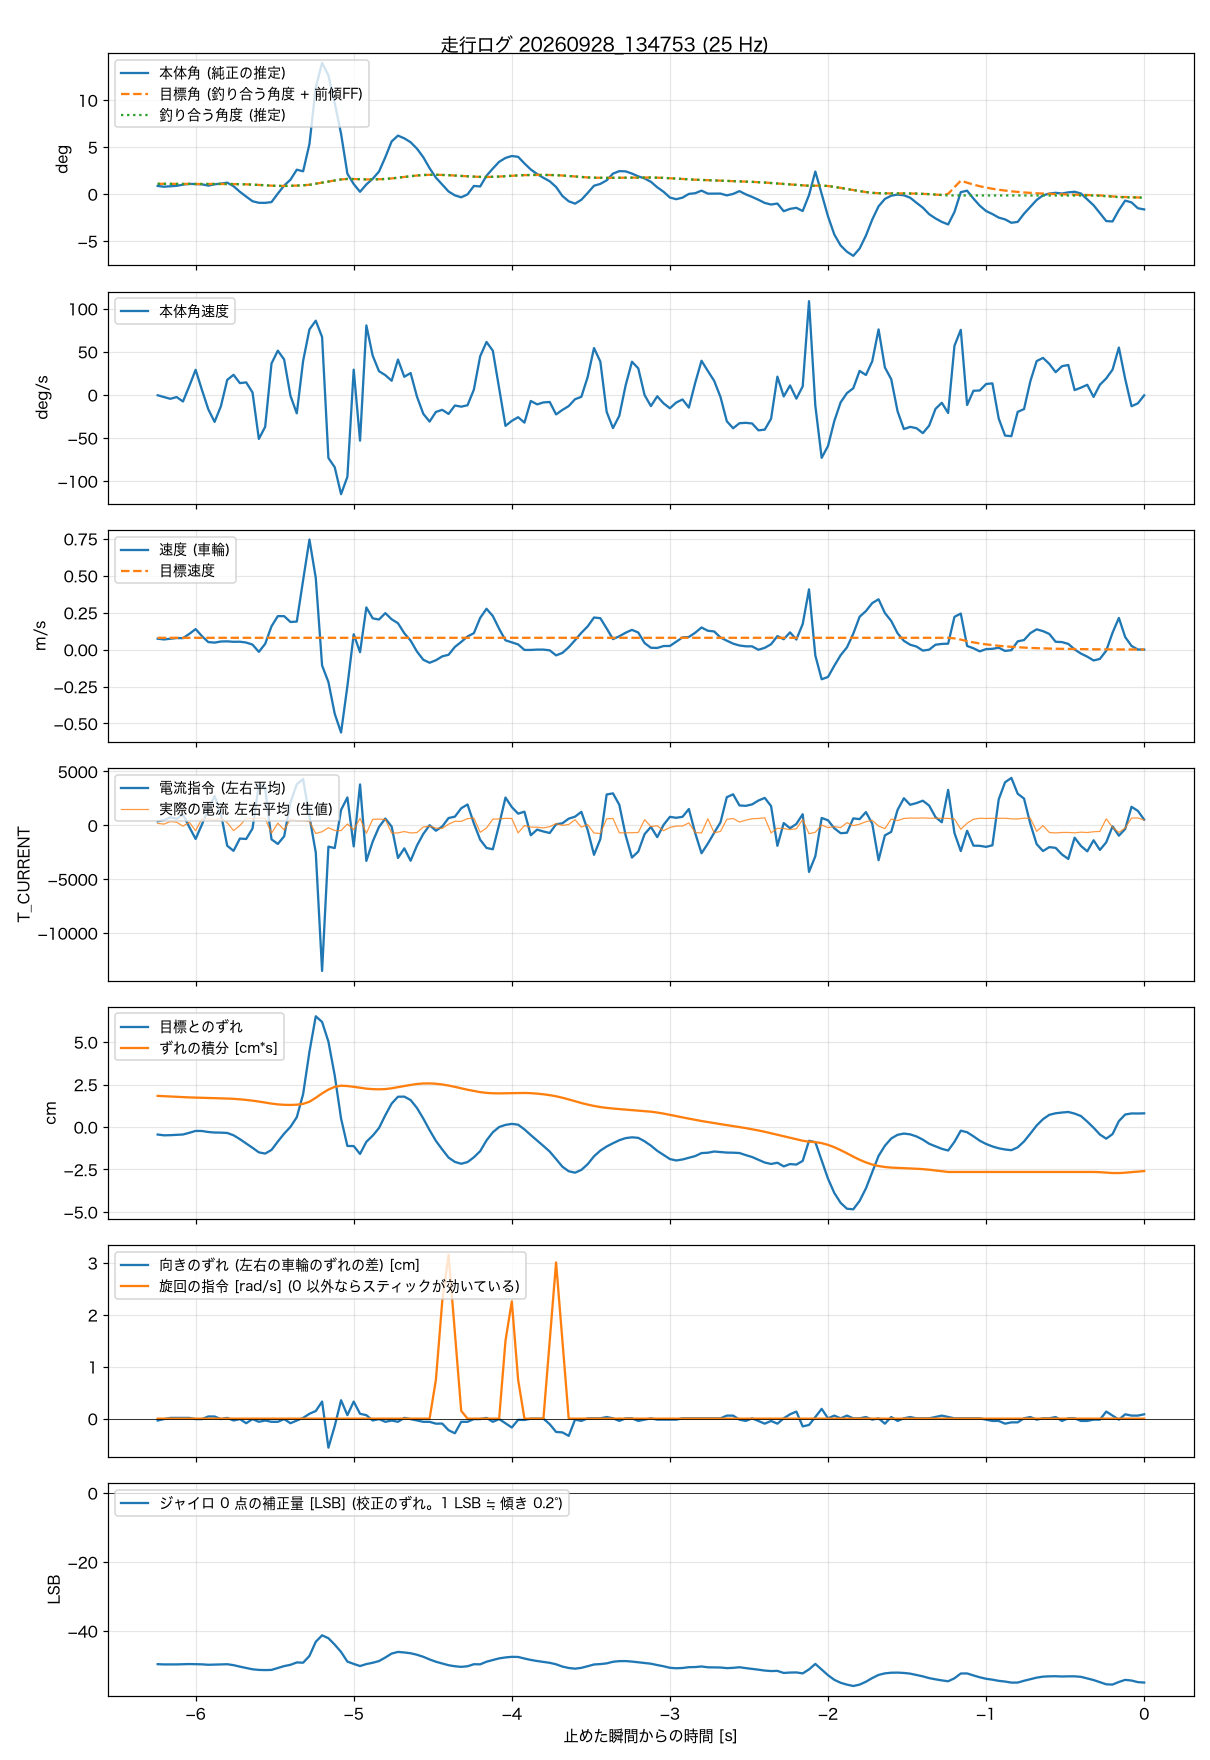 走行ログ 20260928_134753 (25 Hz)
本体角 (純正の推定)
目標角 (釣り合う角度 + 前傾FF)
釣り合う角度 (推定)
deg
10
5
0
−5
本体角速度
deg/s
100
50
0
−50
−100
速度 (車輪)
目標速度
m/s
0.75
0.50
0.25
0.00
−0.25
−0.50
電流指令 (左右平均)
実際の電流 左右平均 (生値)
T_CURRENT
5000
0
−5000
−10000
目標とのずれ
ずれの積分 [cm*s]
cm
5.0
2.5
0.0
−2.5
−5.0
向きのずれ (左右の車輪のずれの差) [cm]
旋回の指令 [rad/s] (0 以外ならスティックが効いている)
3
2
1
0
ジャイロ 0 点の補正量 [LSB] (校正のずれ。1 LSB ≒ 傾き 0.2°)
LSB
0
−20
−40
−6 −5 −4 −3 −2 −1 0
止めた瞬間からの時間 [s]